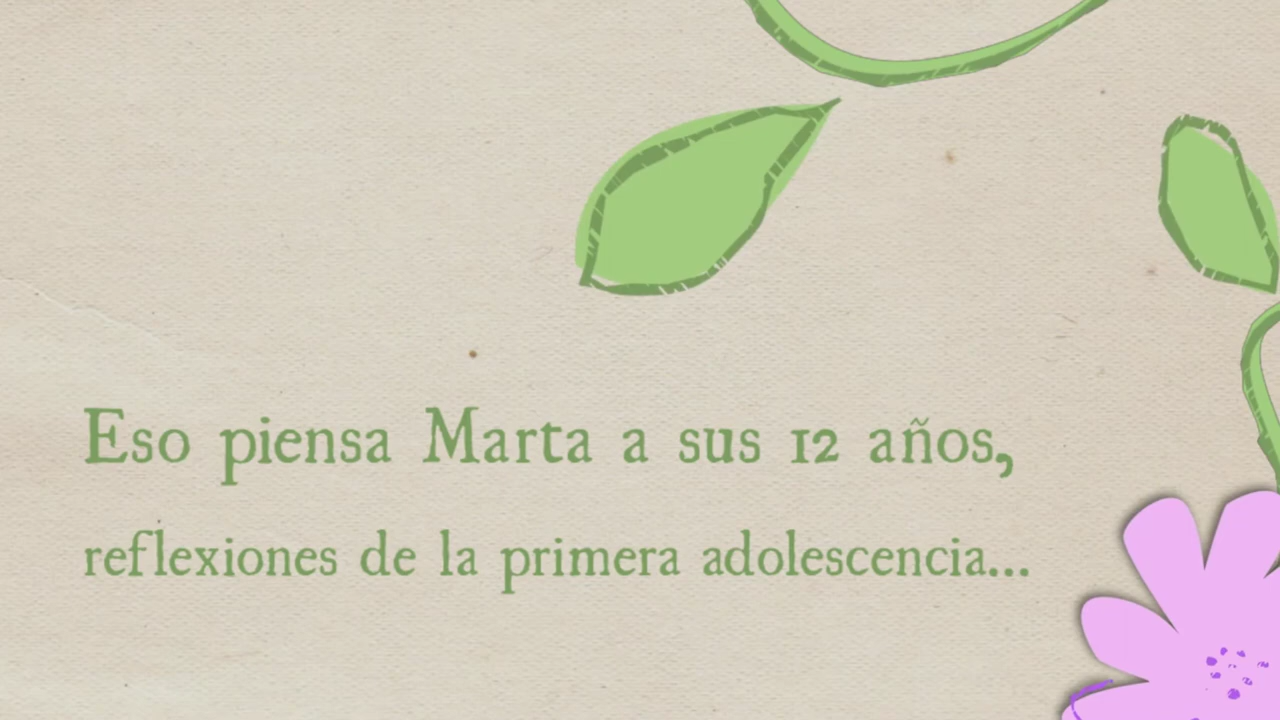 Eso piensa Marta a sus 12 años,
reflexiones de la primera adolescencia...